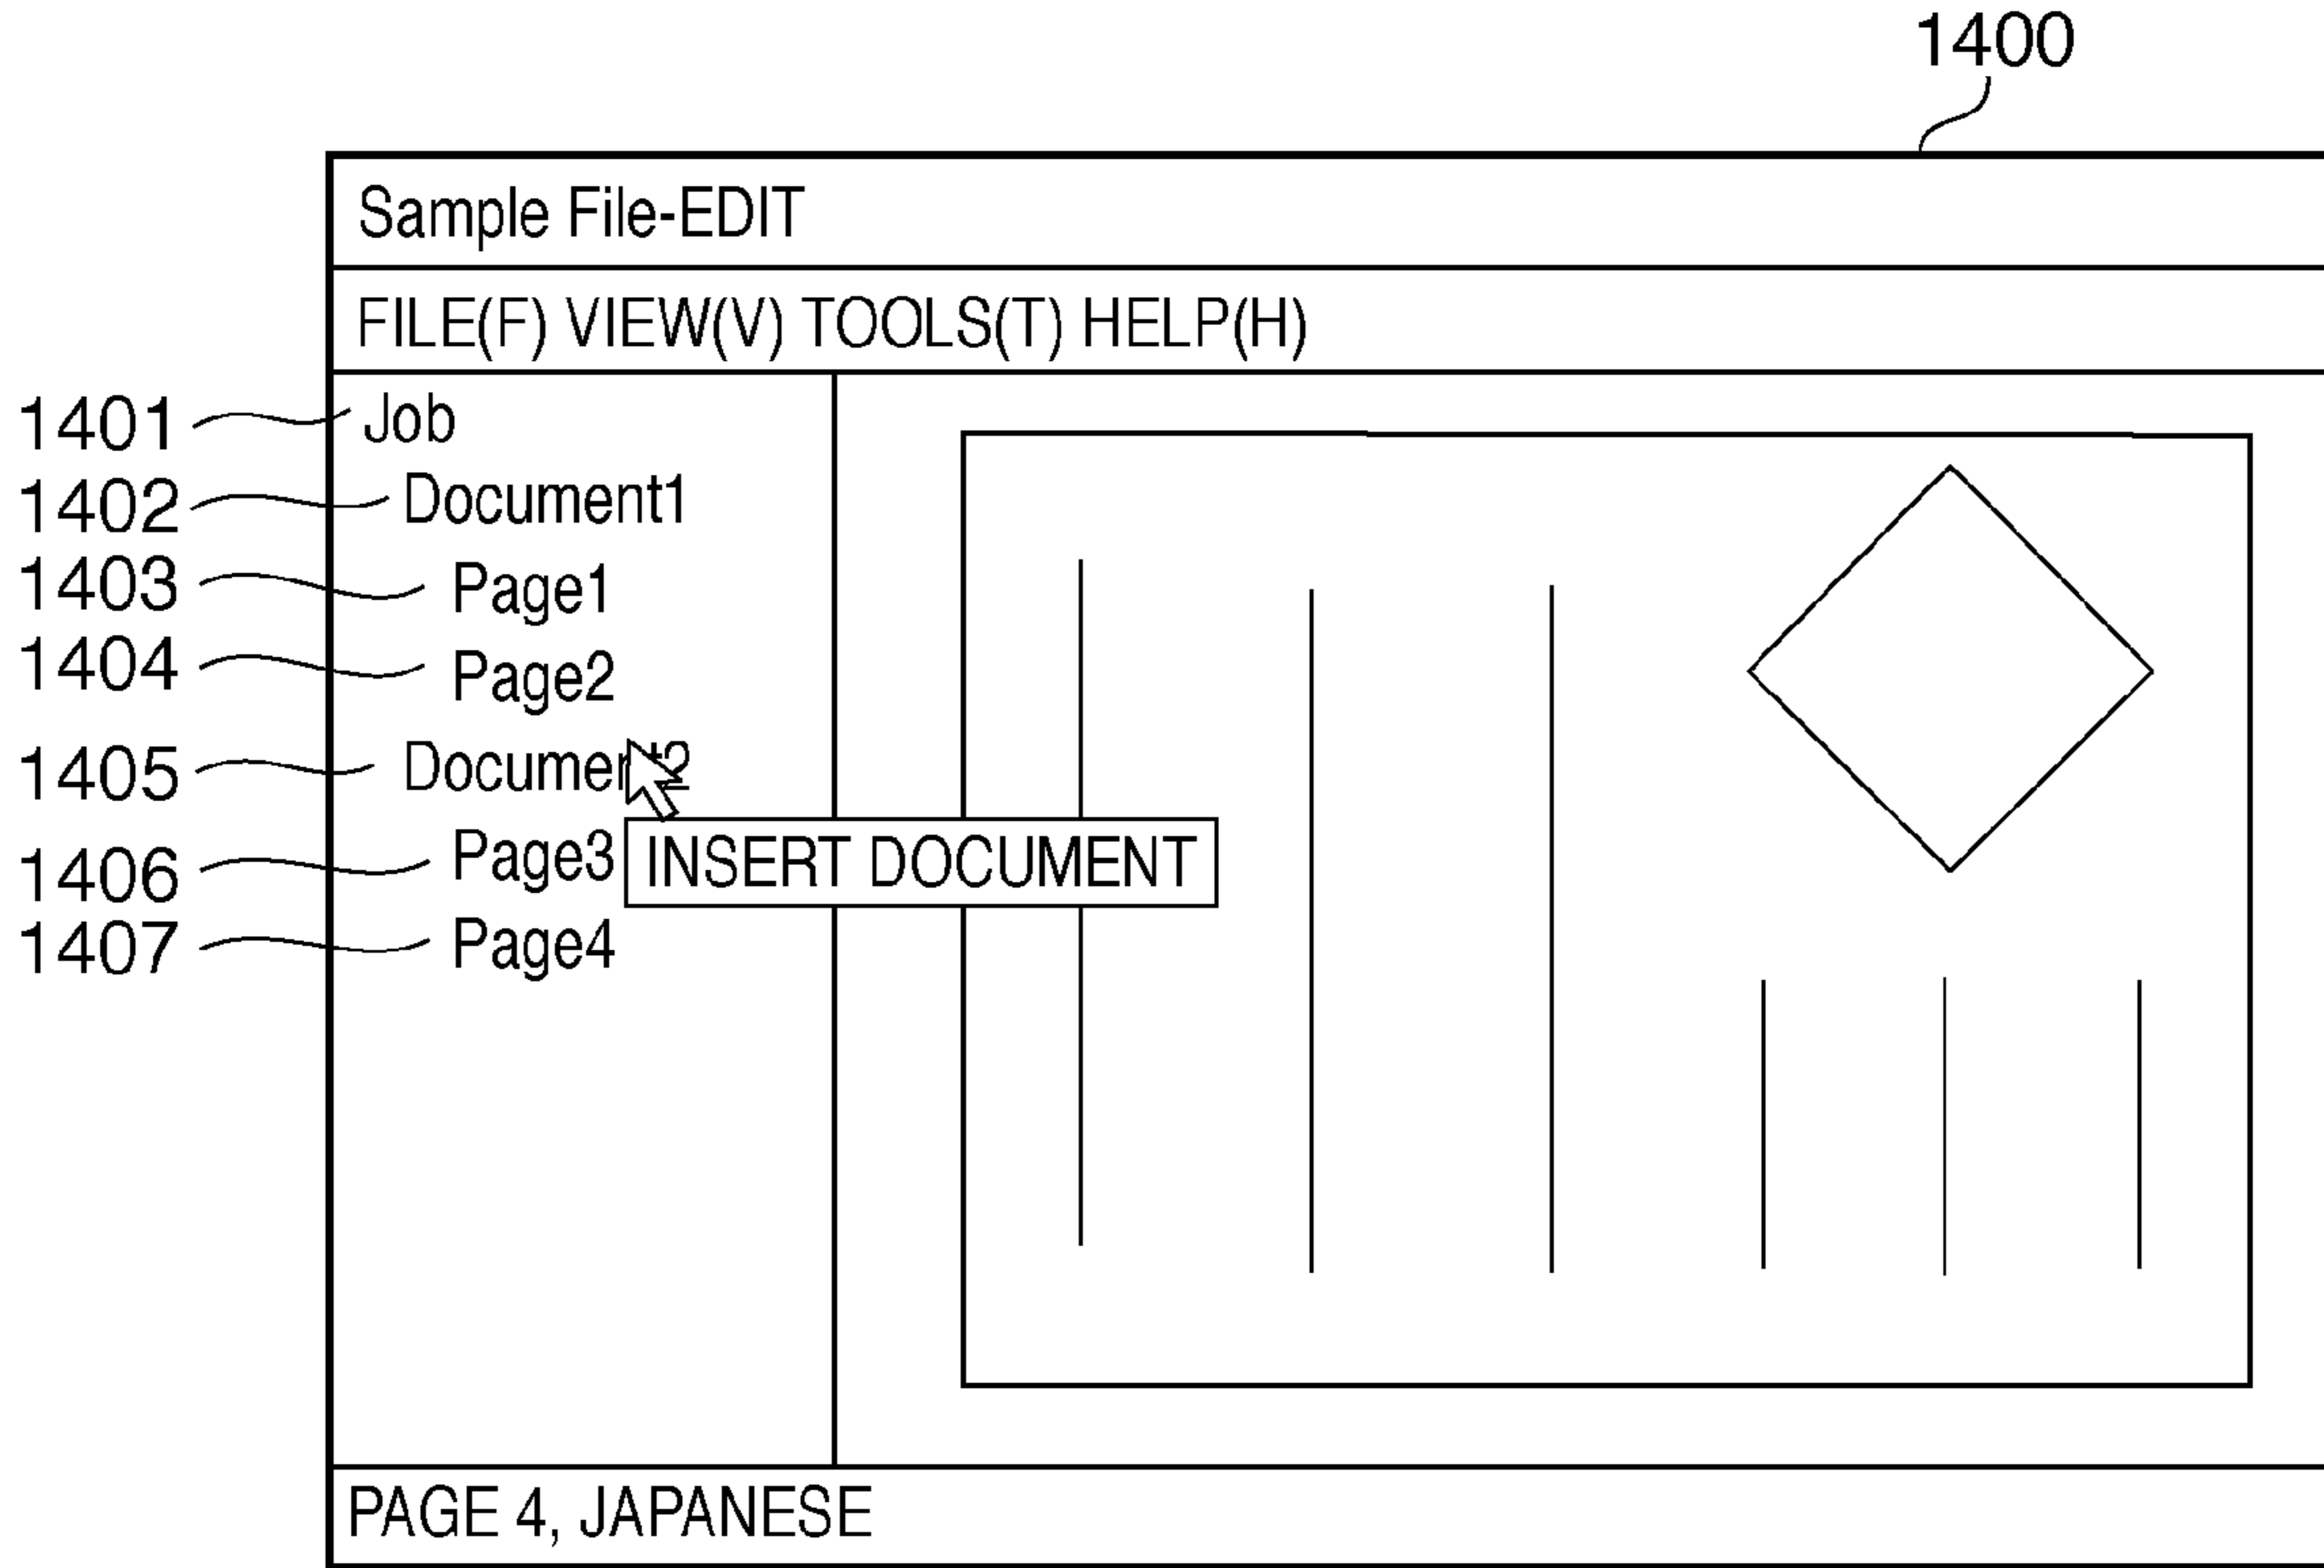 1400
Sample File-EDIT
FILE(F) VIEW(V) TOOLS(T) HELP(H)
1401 Job
1402 Document1
1403 Page1
1404 Page2
1405 Document2
1406 Page3 INSERT DOCUMENT
1407 Page4
PAGE 4, JAPANESE